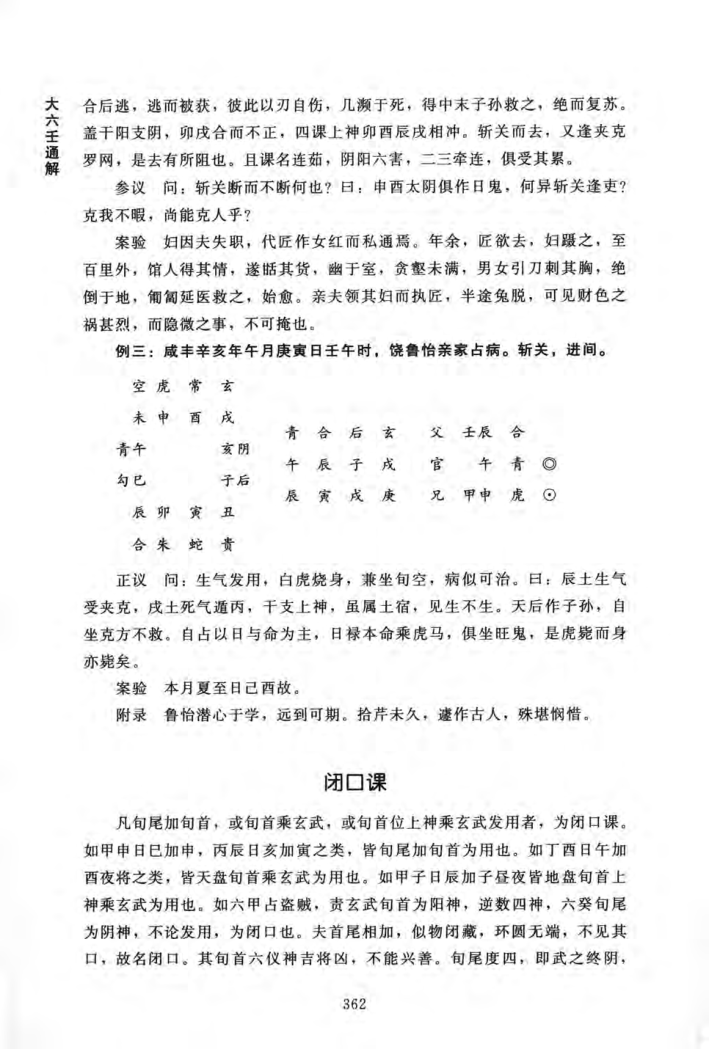 大六壬通解
合后逃，逃而被获，彼此以刃自伤，几濒于死，得中末子孙救之，绝而复苏。
盖干阳支阴，卯戌合而不正，四课上神卯酉辰戌相冲。斩关而去，又逢夹克
罗网，是去有所阻也。且课名连茹，阴阳六害，二三牵连，俱受其累。
参议 问：斩关断而不断何也？曰：申酉太阴俱作日鬼，何异斩关逢吏？
克我不暇，尚能克人乎？
案验 妇因夫失职，代匠作女红而私通焉。年余，匠欲去，妇蹑之，至
百里外，馆人得其情，遂䑛其货，幽于室，贪壑未满，男女引刀刺其胸，绝
倒于地，匍匐延医救之，始愈。亲夫领其妇而执匠，半途兔脱，可见财色之
祸甚烈，而隐微之事，不可掩也。
例三：咸丰辛亥年午月庚寅日壬午时，饶鲁怡亲家占病。斩关，进间。
空 虎 常 玄
未 申 酉 戌
青午 亥阴
勾巳 子后
辰 卯 寅 丑
合 朱 蛇 贵
青 合 后 玄
午 辰 子 戌
辰 寅 戌 庚
父 壬辰 合
官 午 青 ◎
兄 甲申 虎 ⊙
正议 问：生气发用，白虎烧身，兼坐旬空，病似可治。曰：辰土生气
受夹克，戌土死气遁丙，干支上神，虽属土宿，见生不生。天后作子孙，自
坐克方不救。自占以日与命为主，日禄本命乘虎马，俱坐旺鬼，是虎毙而身
亦毙矣。
案验 本月夏至日己酉故。
附录 鲁怡潜心于学，远到可期。拾芹未久，遽作古人，殊堪悯惜。
闭口课
凡旬尾加旬首，或旬首乘玄武，或旬首位上神乘玄武发用者，为闭口课。
如甲申日巳加申，丙辰日亥加寅之类，皆旬尾加旬首为用也。如丁酉日午加
酉夜将之类，皆天盘旬首乘玄武为用也。如甲子日辰加子昼夜皆地盘旬首上
神乘玄武为用也。如六甲占盗贼，责玄武旬首为阳神，逆数四神，六癸旬尾
为阴神，不论发用，为闭口也。夫首尾相加，似物闭藏，环圆无端，不见其
口，故名闭口。其旬首六仪神吉将凶，不能兴善。旬尾度四，即武之终阴，
362